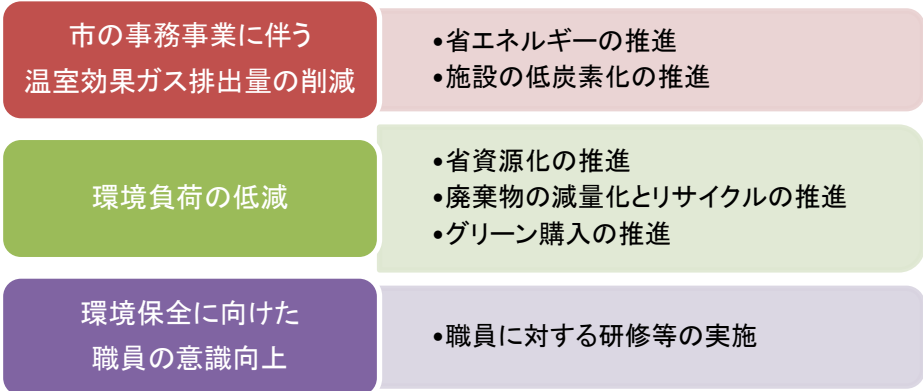 市の事務事業に伴う
温室効果ガス排出量の削減
•省エネルギーの推進
•施設の低炭素化の推進
環境負荷の低減
•省資源化の推進
•廃棄物の減量化とリサイクルの推進
•グリーン購入の推進
環境保全に向けた
職員の意識向上
•職員に対する研修等の実施